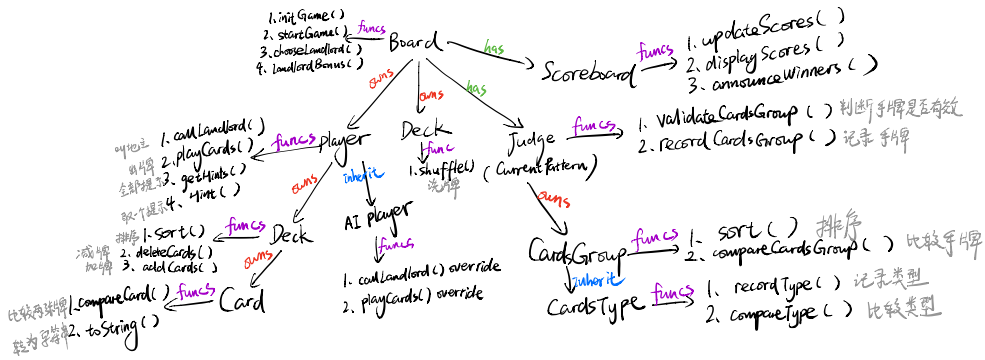 Board
funcs
1. initGame()
2. startGame()
3. chooseLandlord()
4. landlordBonus()
has
Scoreboard
funcs
1. updateScores()
2. displayScores()
3. announceWinners()
owns
owns
has
Player
funcs
1. callLandlord() 叫地主
2. playCards() 出牌
3. getHints() 全部提示
4. Hint() 取一个提示
Deck
func
1. shuffle()
洗牌
Judge
(CurrentPattern)
funcs
1. validateCardsGroup() 判断手牌是否有效
2. recordCardsGroup() 记录手牌
owns
inherit
owns
AI player
funcs
1. callLandlord() override
2. playCards() override
Deck
funcs
1. sort() 排序
2. deleteCards() 减牌
3. addCards() 加牌
owns
Card
funcs
1. compareCard() 比较两张牌
2. toString() 转为字符串
CardsGroup
funcs
1. sort() 排序
2. compareCardsGroup() 比较手牌
Inherit
CardsType
funcs
1. recordType() 记录类型
2. compareType() 比较类型